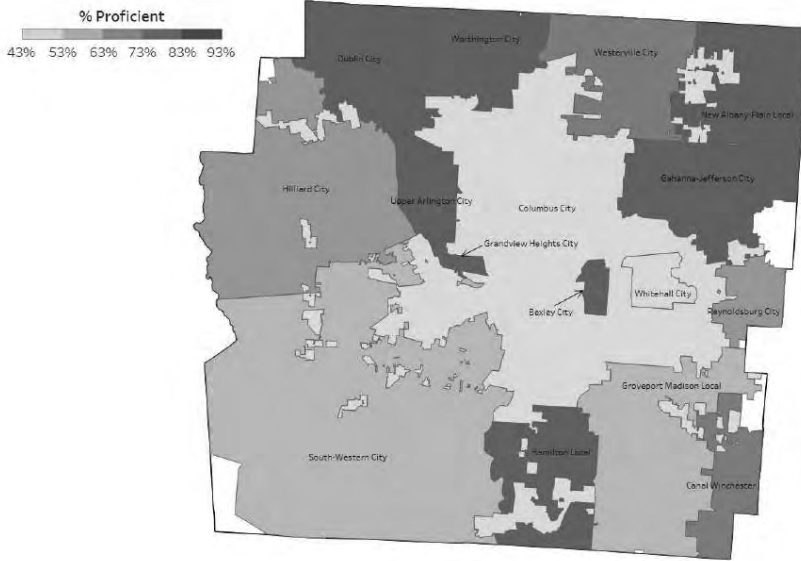 % Proficient
43% 53% 63% 73% 83% 93%
Worthington City
Westerville City
Dublin City
New Albany-Plain Local
Gahanna-Jefferson City
Hilliard City
Upper Arlington City
Columbus City
Grandview Heights City
Whitehall City
Bexley City
Reynoldsburg City
Groveport Madison Local
Hamilton Local
South-Western City
Canal Winchester